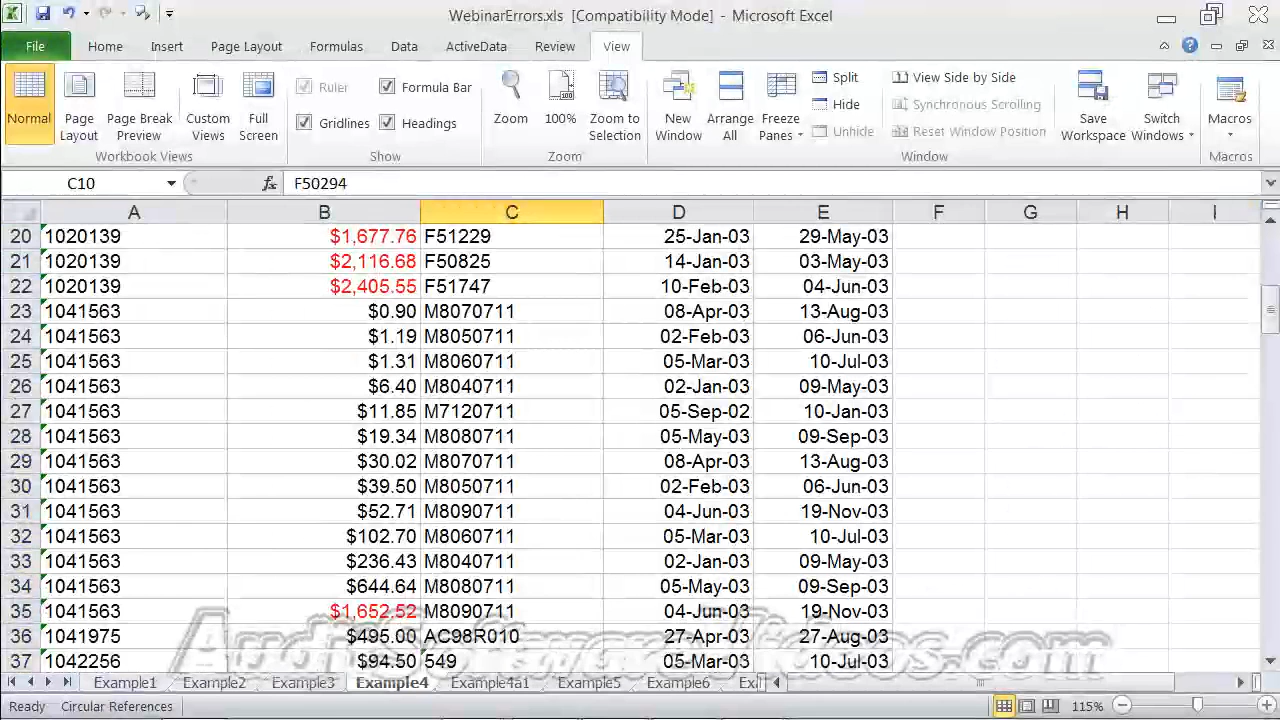 WebinarErrors.xls [Compatibility Mode] - Microsoft Excel
File Home Insert Page Layout Formulas Data ActiveData Review View
Normal Page Layout Page Break Preview Custom Views Full Screen
Workbook Views
Ruler Formula Bar
Gridlines Headings
Show
Zoom 100% Zoom to Selection
Zoom
New Window Arrange All Freeze Panes
Split
Hide
Unhide
View Side by Side
Synchronous Scrolling
Reset Window Position
Window
Save Workspace Switch Windows
Macros
Macros
C10 fx F50294
A B C D E F G H I
20 1020139 $1,677.76 F51229 25-Jan-03 29-May-03
21 1020139 $2,116.68 F50825 14-Jan-03 03-May-03
22 1020139 $2,405.55 F51747 10-Feb-03 04-Jun-03
23 1041563 $0.90 M8070711 08-Apr-03 13-Aug-03
24 1041563 $1.19 M8050711 02-Feb-03 06-Jun-03
25 1041563 $1.31 M8060711 05-Mar-03 10-Jul-03
26 1041563 $6.40 M8040711 02-Jan-03 09-May-03
27 1041563 $11.85 M7120711 05-Sep-02 10-Jan-03
28 1041563 $19.34 M8080711 05-May-03 09-Sep-03
29 1041563 $30.02 M8070711 08-Apr-03 13-Aug-03
30 1041563 $39.50 M8050711 02-Feb-03 06-Jun-03
31 1041563 $52.71 M8090711 04-Jun-03 19-Nov-03
32 1041563 $102.70 M8060711 05-Mar-03 10-Jul-03
33 1041563 $236.43 M8040711 02-Jan-03 09-May-03
34 1041563 $644.64 M8080711 05-May-03 09-Sep-03
35 1041563 $1,652.52 M8090711 04-Jun-03 19-Nov-03
36 1041975 $495.00 AC98R010 27-Apr-03 27-Aug-03
37 1042256 $94.50 549 05-Mar-03 10-Jul-03
AuditSoftwareVideos.com
Example1 Example2 Example3 Example4 Example4a1 Example5 Example6 Ex
Ready Circular References 115%